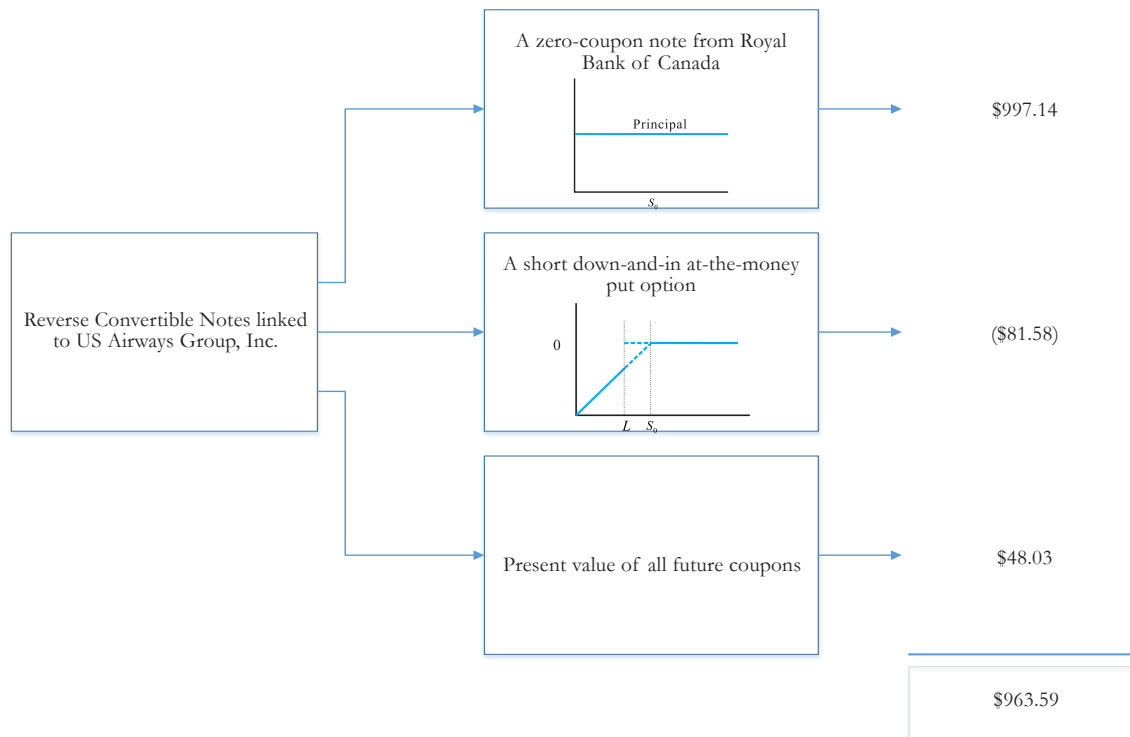 A zero-coupon note from Royal
Bank of Canada
Principal
S₀
$997.14
Reverse Convertible Notes linked
to US Airways Group, Inc.
A short down-and-in at-the-money
put option
0
L S₀
($81.58)
Present value of all future coupons
$48.03
$963.59